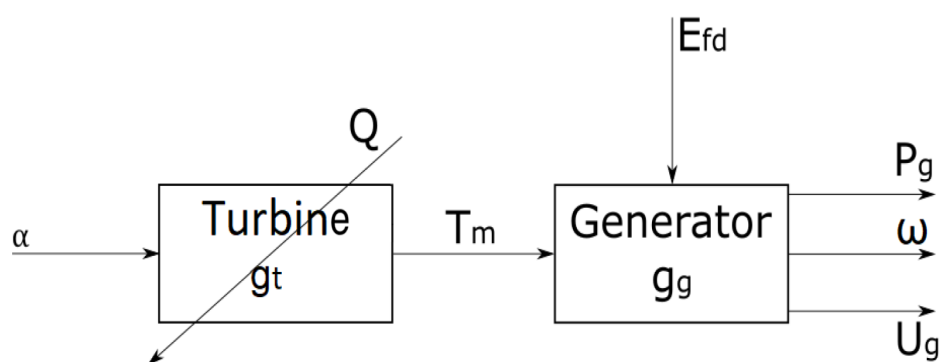 Efd
Q
Pg
Turbine
Generator
α
Tm
ω
gt
gg
Ug